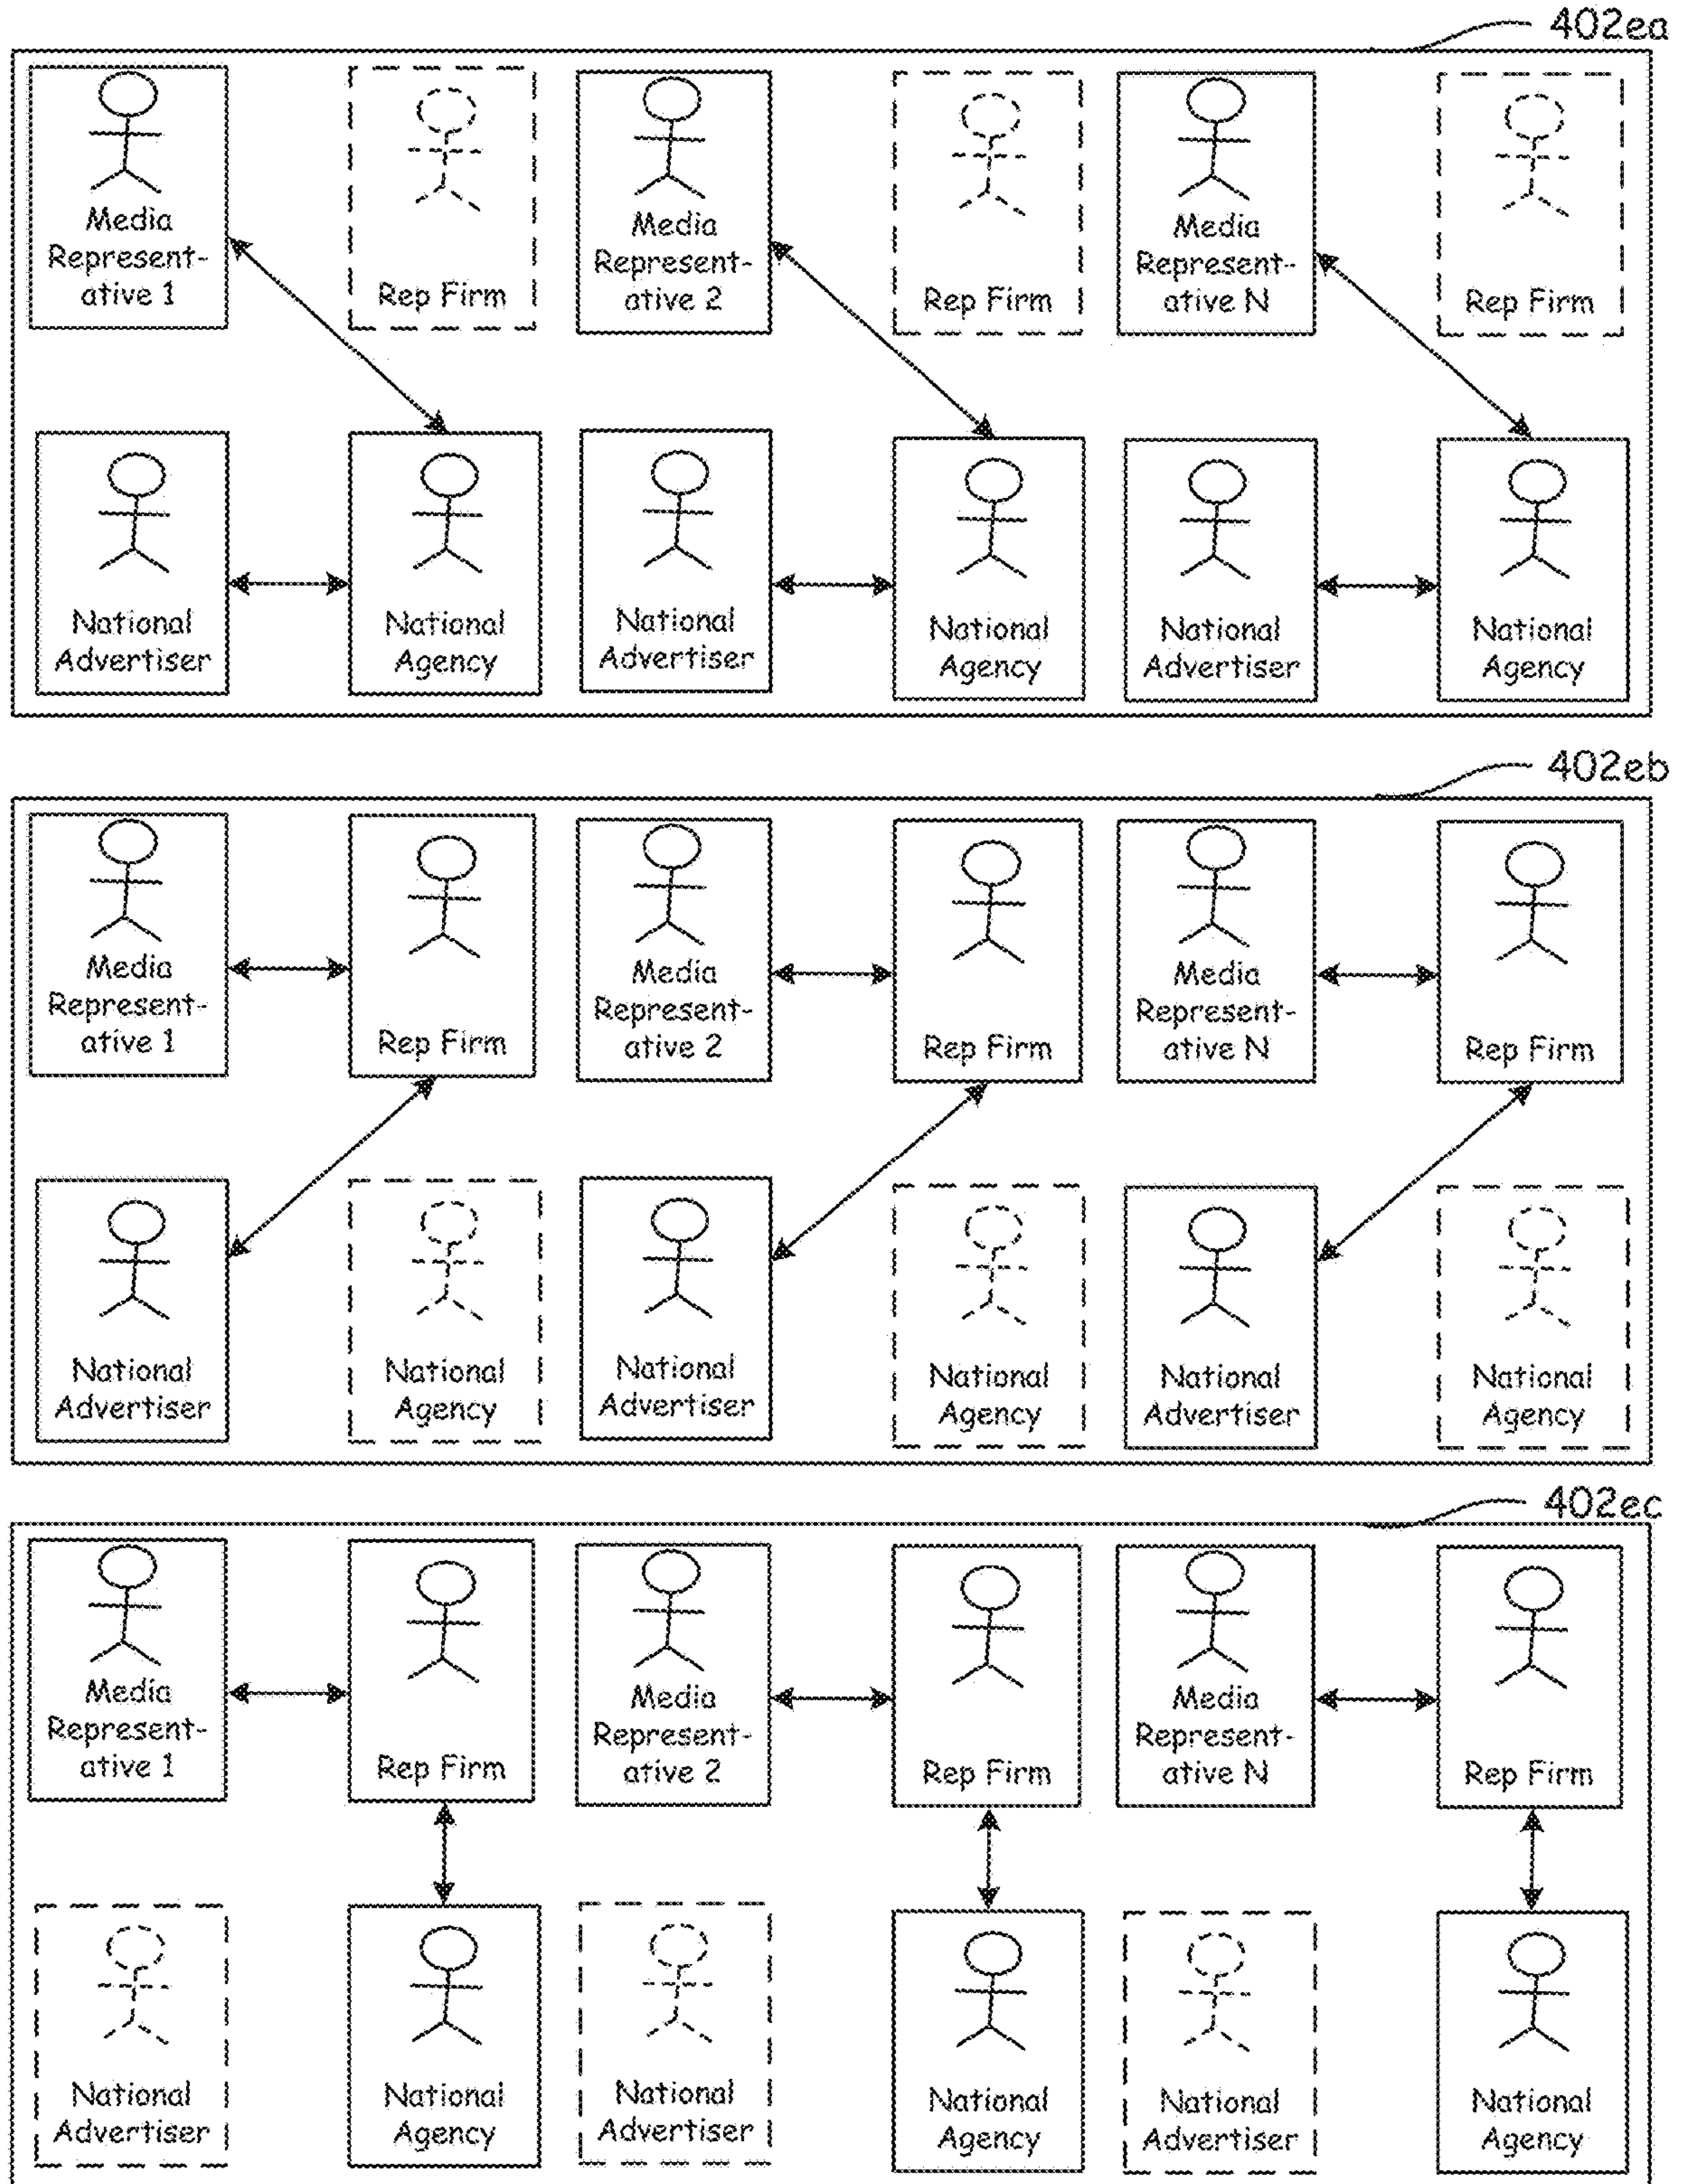 402ea
Media
Represent-
ative 1
Rep Firm
Media
Represent-
ative 2
Rep Firm
Media
Represent-
ative N
Rep Firm
National
Advertiser
National
Agency
National
Advertiser
National
Agency
National
Advertiser
National
Agency
402eb
Media
Represent-
ative 1
Rep Firm
Media
Represent-
ative 2
Rep Firm
Media
Represent-
ative N
Rep Firm
National
Advertiser
National
Agency
National
Advertiser
National
Agency
National
Advertiser
National
Agency
402ec
Media
Represent-
ative 1
Rep Firm
Media
Represent-
ative 2
Rep Firm
Media
Represent-
ative N
Rep Firm
National
Advertiser
National
Agency
National
Advertiser
National
Agency
National
Advertiser
National
Agency